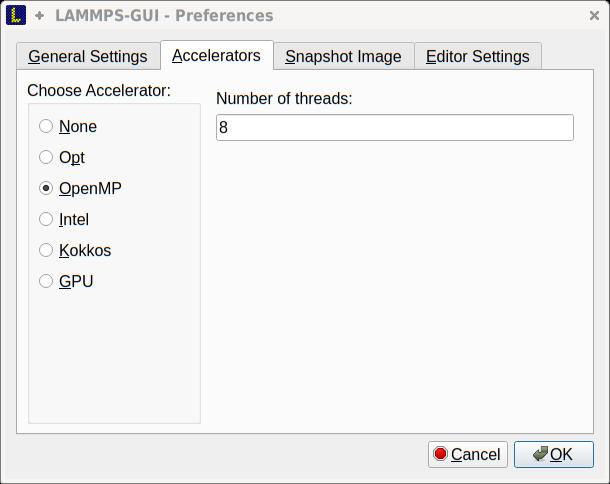 LAMMPS-GUI - Preferences
General Settings Accelerators Snapshot Image Editor Settings
Choose Accelerator:
Number of threads:
None
8
Opt
OpenMP
Intel
Kokkos
GPU
Cancel OK